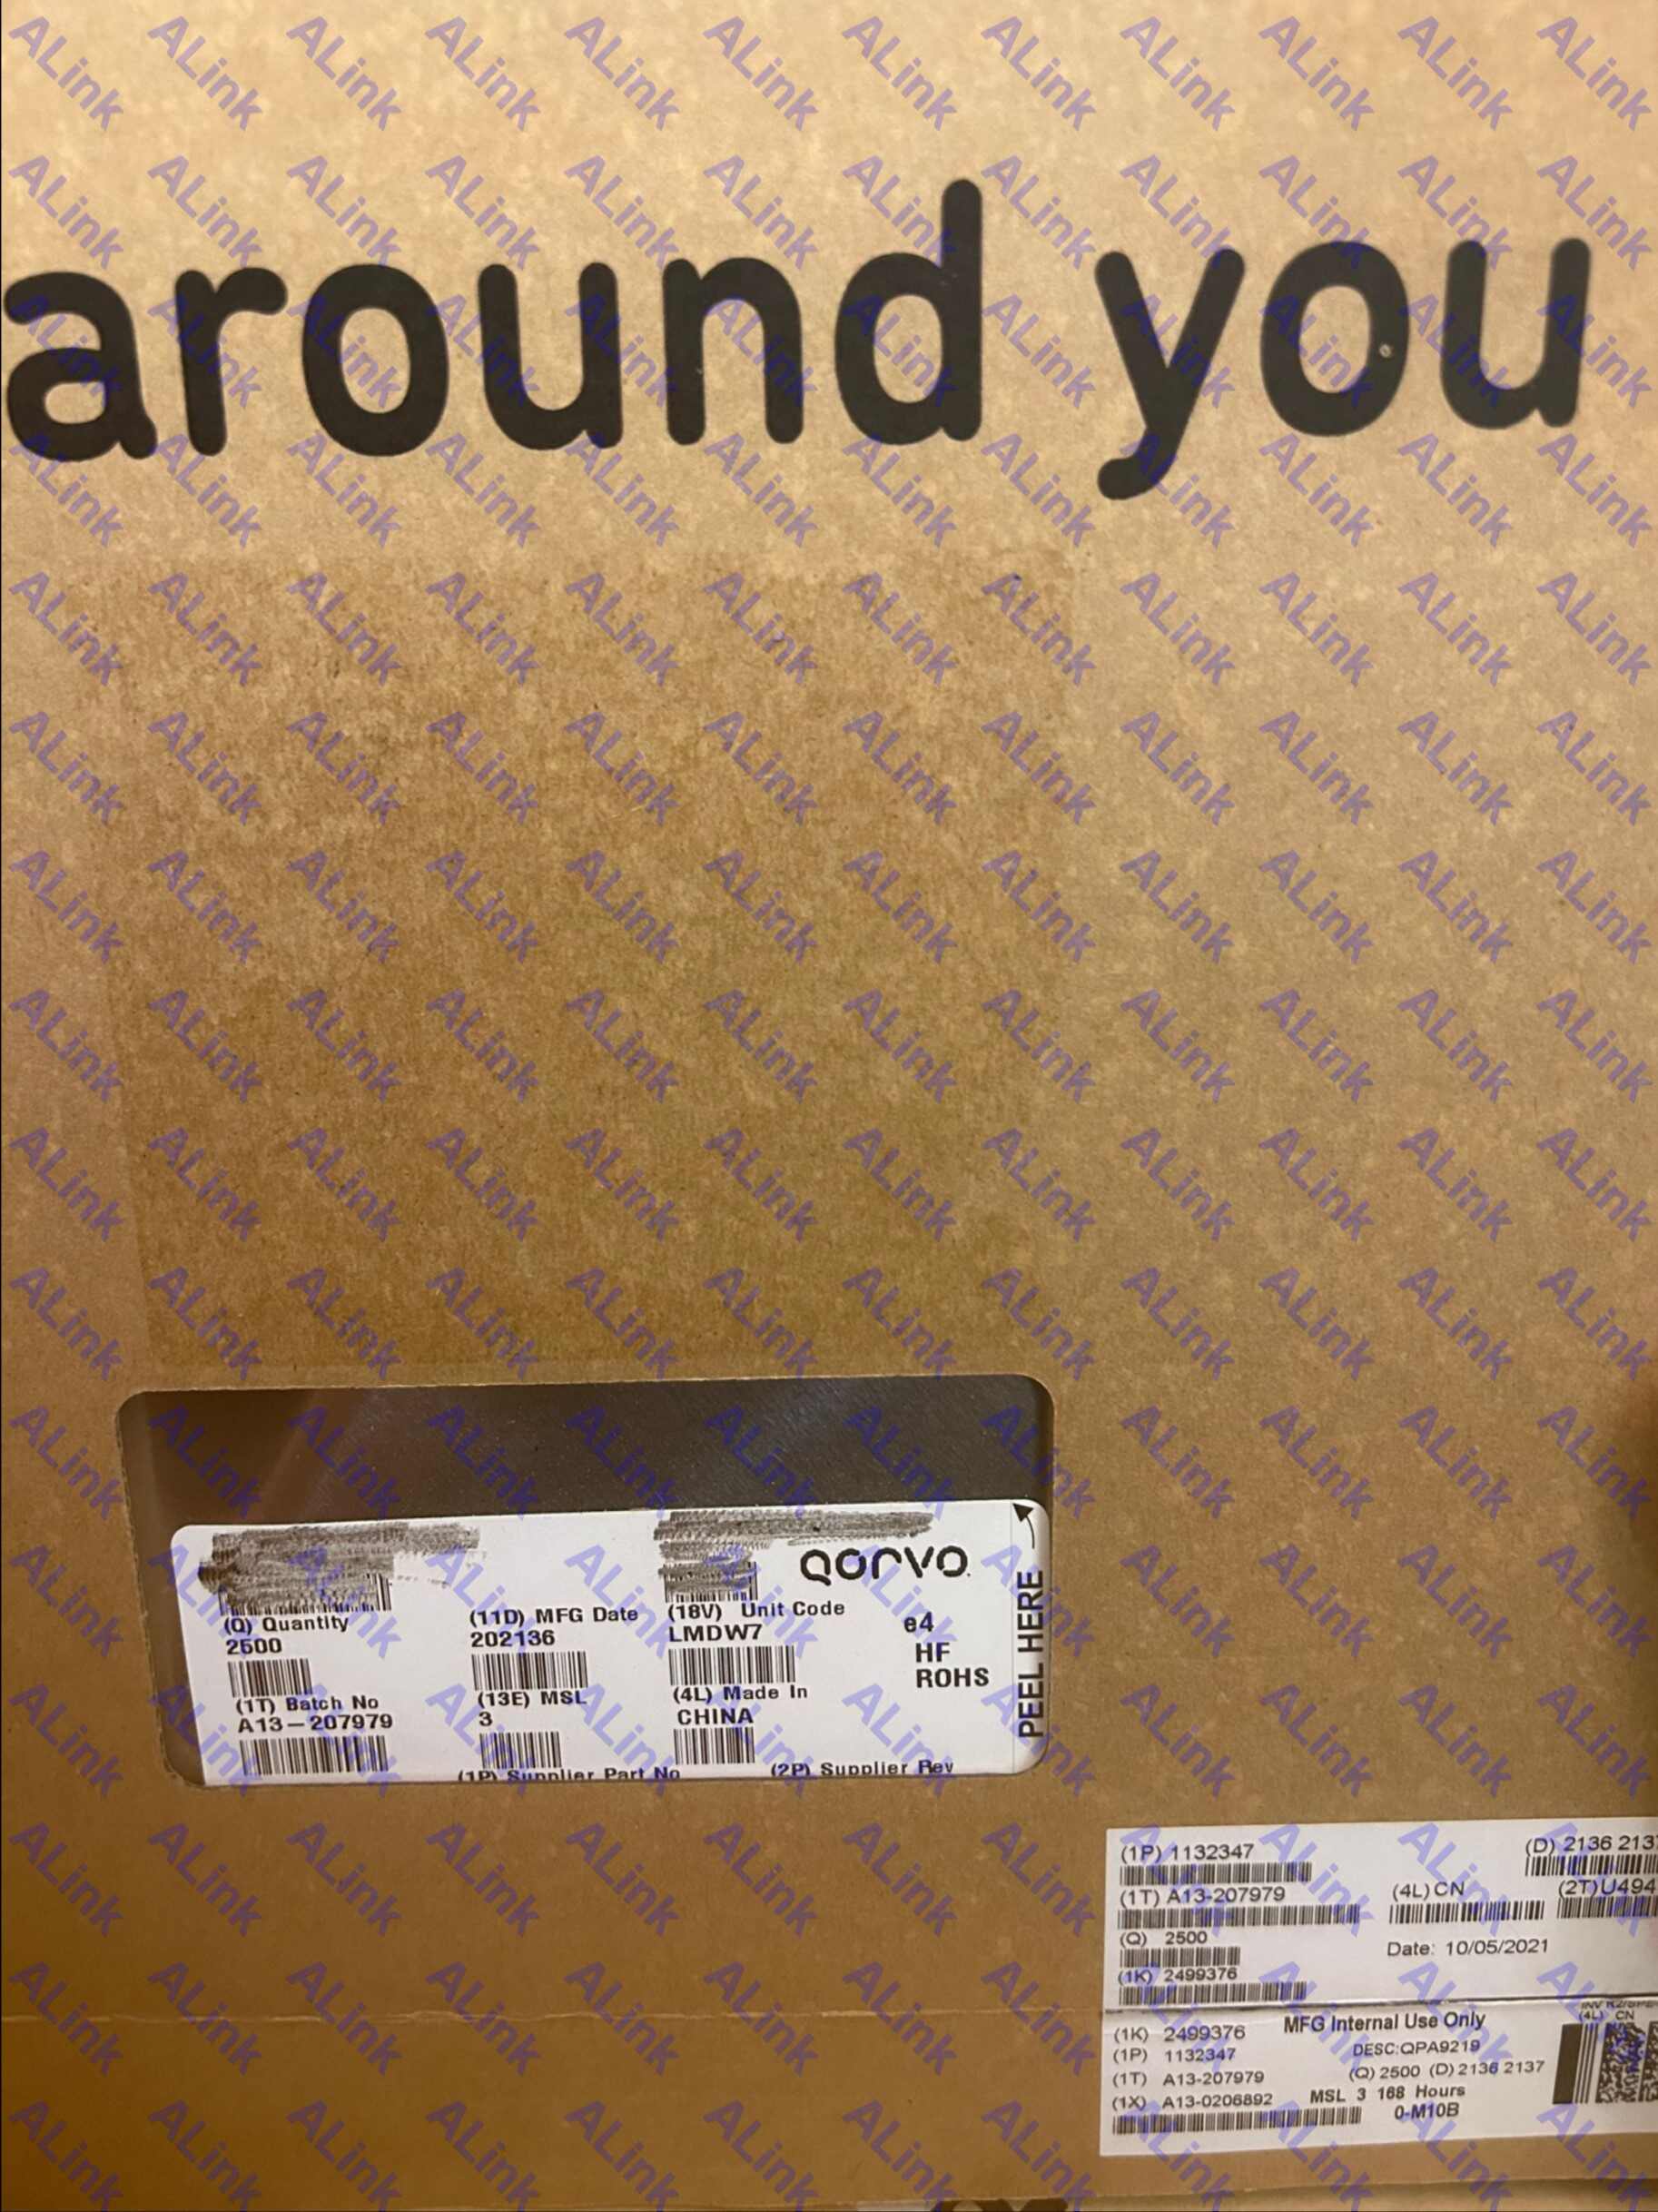 around you
QORVO
(Q) Quantity
2500
(11D) MFG Date
202136
(18V) Unit Code
LMDW7
e4
HF
ROHS
PEEL HERE
(1T) Batch No
A13-207979
(13E) MSL
3
(4L) Made In
CHINA
(1P) Supplier Part No
(2P) Supplier Rev
(1P) 1132347
(D) 2136 213
(1T) A13-207979
(4L) CN
(2T)U494
(Q) 2500
Date: 10/05/2021
(1K) 2499376
(1K) 2499376
MFG Internal Use Only
(4L) CN
(1P) 1132347
DESC:QPA9219
(1T) A13-207979
(Q) 2500 (D) 2136 2137
(1X) A13-0206892
MSL 3 168 Hours
0-M10B
ALink